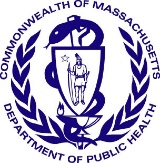 COMMONWEALTH OF MASSACHUSETTS
DEPARTMENT OF PUBLIC HEALTH